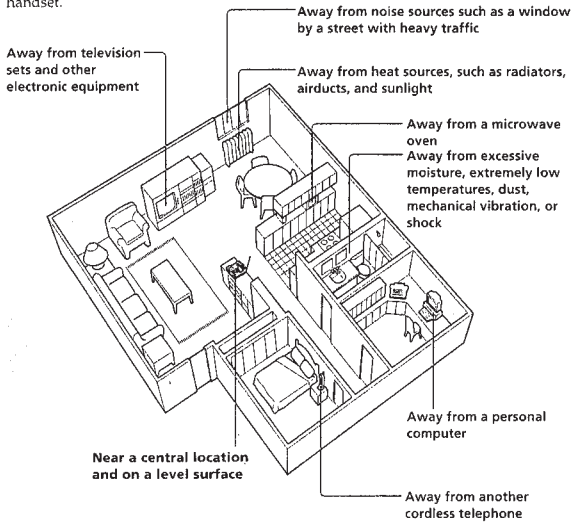 handset.
Away from noise sources such as a window
by a street with heavy traffic
Away from television
sets and other
electronic equipment
Away from heat sources, such as radiators,
airducts, and sunlight
Away from a microwave
oven
Away from excessive
moisture, extremely low
temperatures, dust,
mechanical vibration, or
shock
Away from a personal
computer
Near a central location
and on a level surface
Away from another
cordless telephone